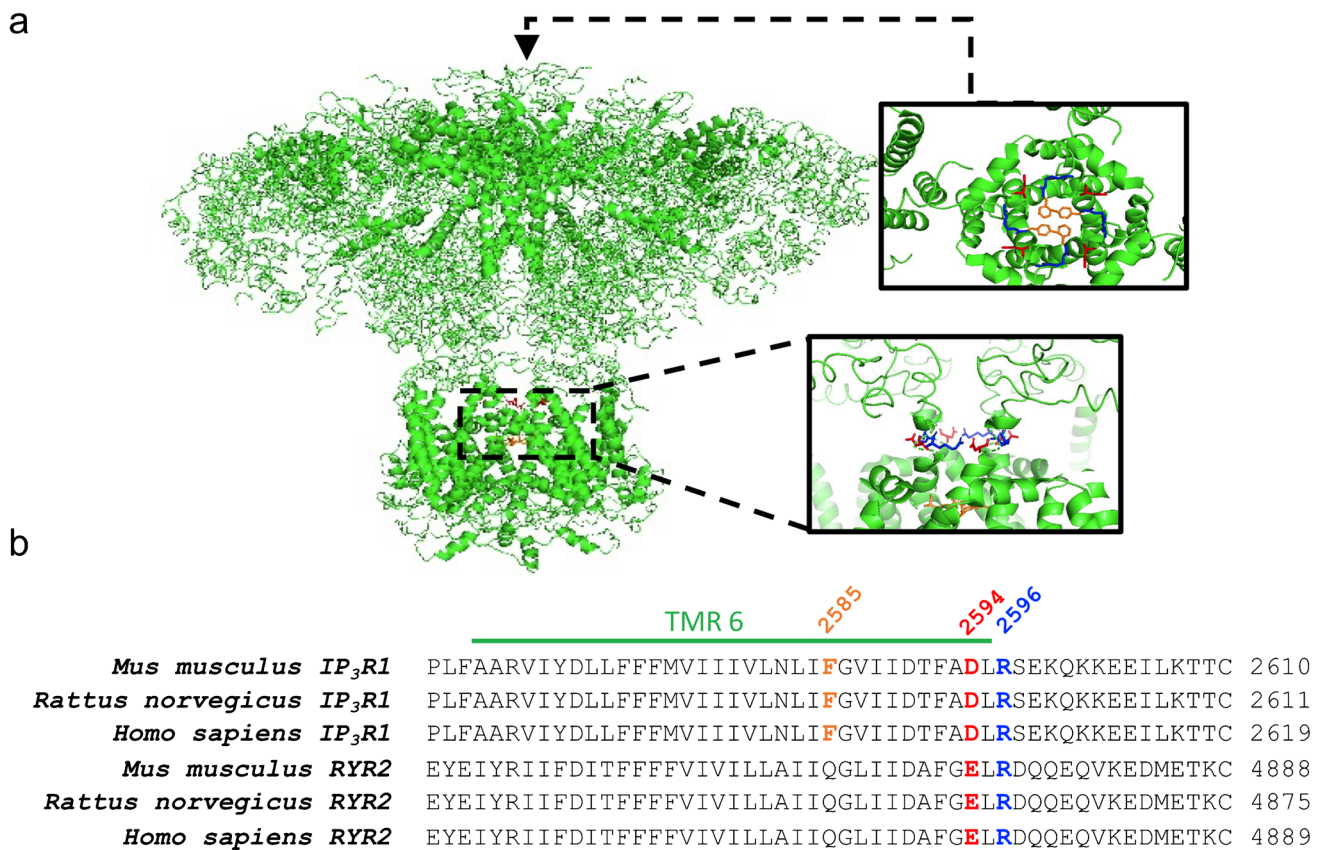 a
b
2585 2594 2596
TMR 6
Mus musculus IP₃R1 PLFAARVIYDLLFFFMVIIIVLNLIFGVIIDTFADLRSEKQKKEEILKTTC 2610
Rattus norvegicus IP₃R1 PLFAARVIYDLLFFFMVIIIVLNLIFGVIIDTFADLRSEKQKKEEILKTTC 2611
Homo sapiens IP₃R1 PLFAARVIYDLLFFFMVIIIVLNLIFGVIIDTFADLRSEKQKKEEILKTTC 2619
Mus musculus RYR2 EYEIYRIIFDITFFFFVIVILLAIIQGLIIDAFGELRDQQEQVKEDMETKC 4888
Rattus norvegicus RYR2 EYEIYRIIFDITFFFFVIVILLAIIQGLIIDAFGELRDQQEQVKEDMETKC 4875
Homo sapiens RYR2 EYEIYRIIFDITFFFFVIVILLAIIQGLIIDAFGELRDQQEQVKEDMETKC 4889